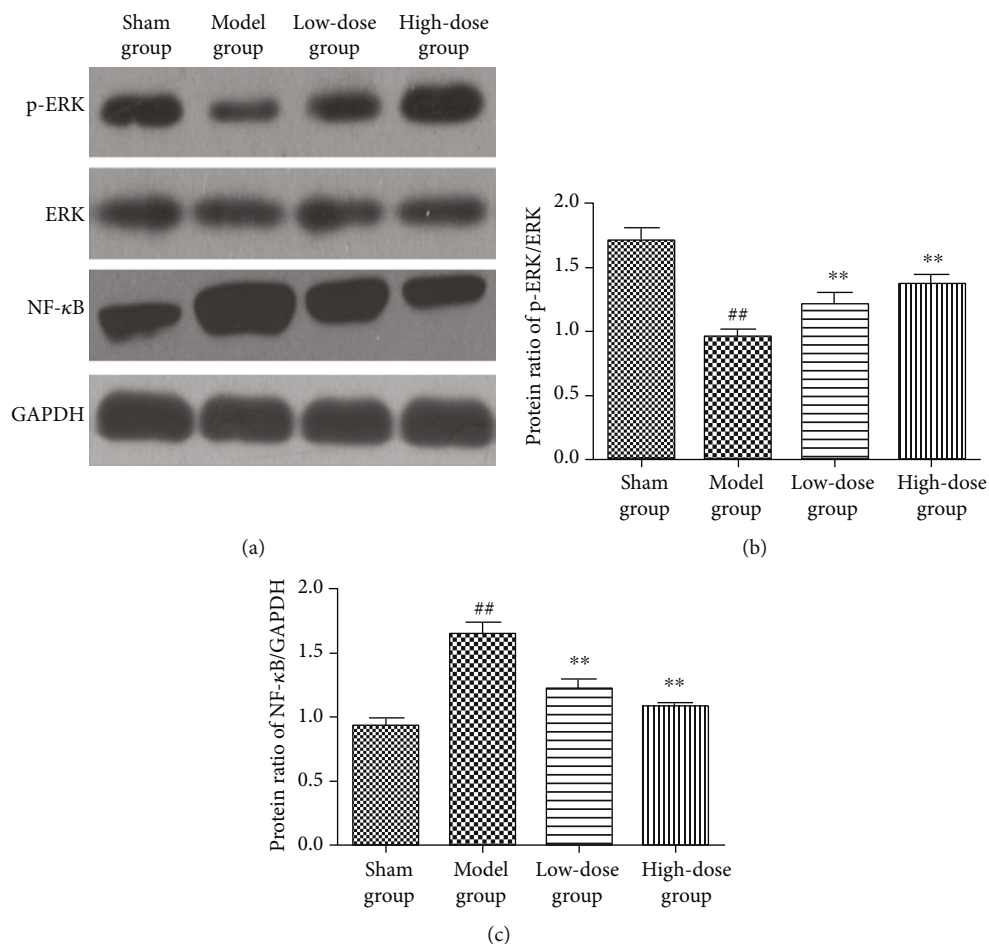 Sham group
Model group
Low-dose group
High-dose group
p-ERK
ERK
NF-κB
GAPDH
(a)
Protein ratio of p-ERK/ERK
2.0
1.5
1.0
0.5
0.0
##
**
**
Sham group
Model group
Low-dose group
High-dose group
(b)
Protein ratio of NF-κB/GAPDH
2.0
1.5
1.0
0.5
0.0
##
**
**
Sham group
Model group
Low-dose group
High-dose group
(c)